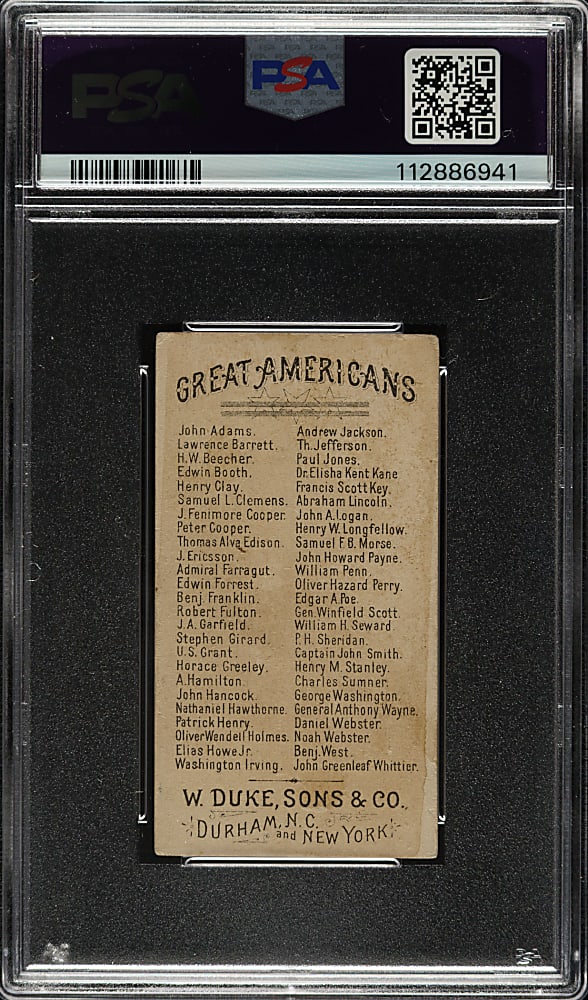 PSA
PSA
112886941
GREAT AMERICANS
John Adams.
Lawrence Barrett.
H.W. Beecher.
Edwin Booth.
Henry Clay.
Samuel L. Clemens.
J. Fenimore Cooper.
Peter Cooper.
Thomas Alva Edison.
J. Ericsson.
Admiral Farragut.
Edwin Forrest.
Benj. Franklin.
Robert Fulton.
J.A. Garfield.
Stephen Girard.
U.S. Grant.
Horace Greeley.
A. Hamilton.
John Hancock.
Nathaniel Hawthorne.
Patrick Henry.
Oliver Wendell Holmes.
Elias Howe Jr.
Washington Irving.
Andrew Jackson.
Th. Jefferson.
Paul Jones.
Dr. Elisha Kent Kane
Francis Scott Key.
Abraham Lincoln.
John A. Logan.
Henry W. Longfellow.
Samuel F.B. Morse.
John Howard Payne.
William Penn.
Oliver Hazard Perry.
Edgar A. Poe.
Gen. Winfield Scott.
William H. Seward.
P.H. Sheridan.
Captain John Smith.
Henry M. Stanley.
Charles Sumner.
George Washington.
General Anthony Wayne.
Daniel Webster.
Noah Webster.
Benj. West.
John Greenleaf Whittier.
W. DUKE, SONS & CO.
DURHAM, N.C.
and NEW YORK